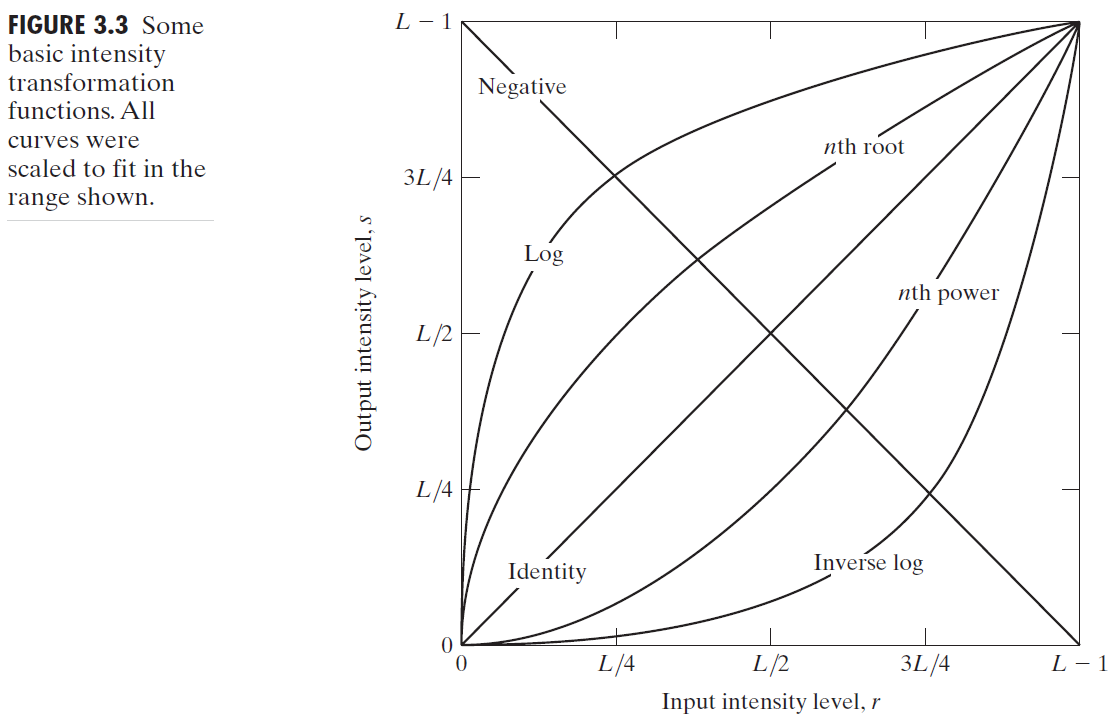 FIGURE 3.3 Some
basic intensity
transformation
functions. All
curves were
scaled to fit in the
range shown.
L − 1
Negative
nth root
3L/4
Log
nth power
L/2
L/4
Identity
Inverse log
0
0
L/4
L/2
3L/4
L − 1
Output intensity level, s
Input intensity level, r